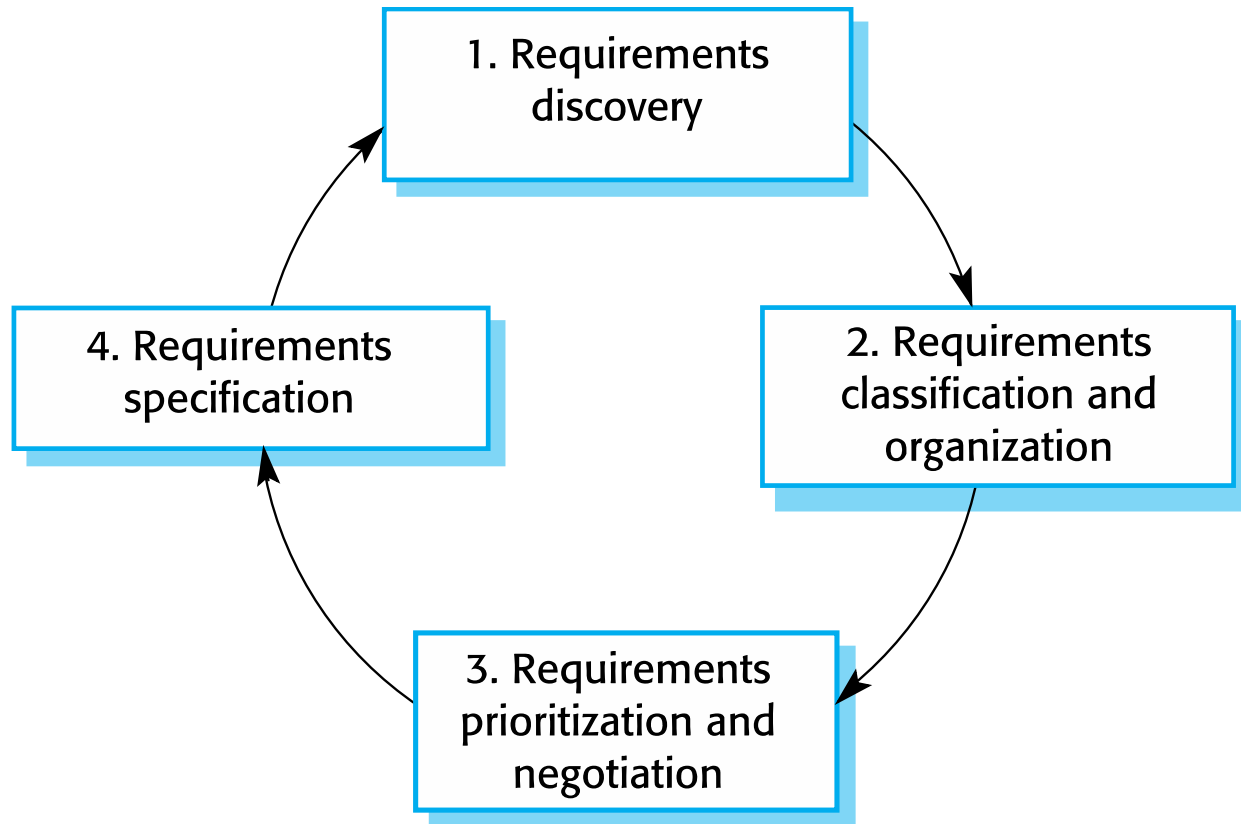 1. Requirements
discovery
2. Requirements
classification and
organization
3. Requirements
prioritization and
negotiation
4. Requirements
specification